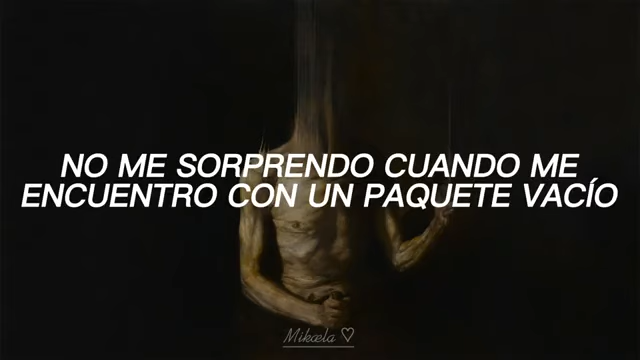 NO ME SORPRENDO CUANDO ME
ENCUENTRO CON UN PAQUETE VACÍO
Mikæla ♡